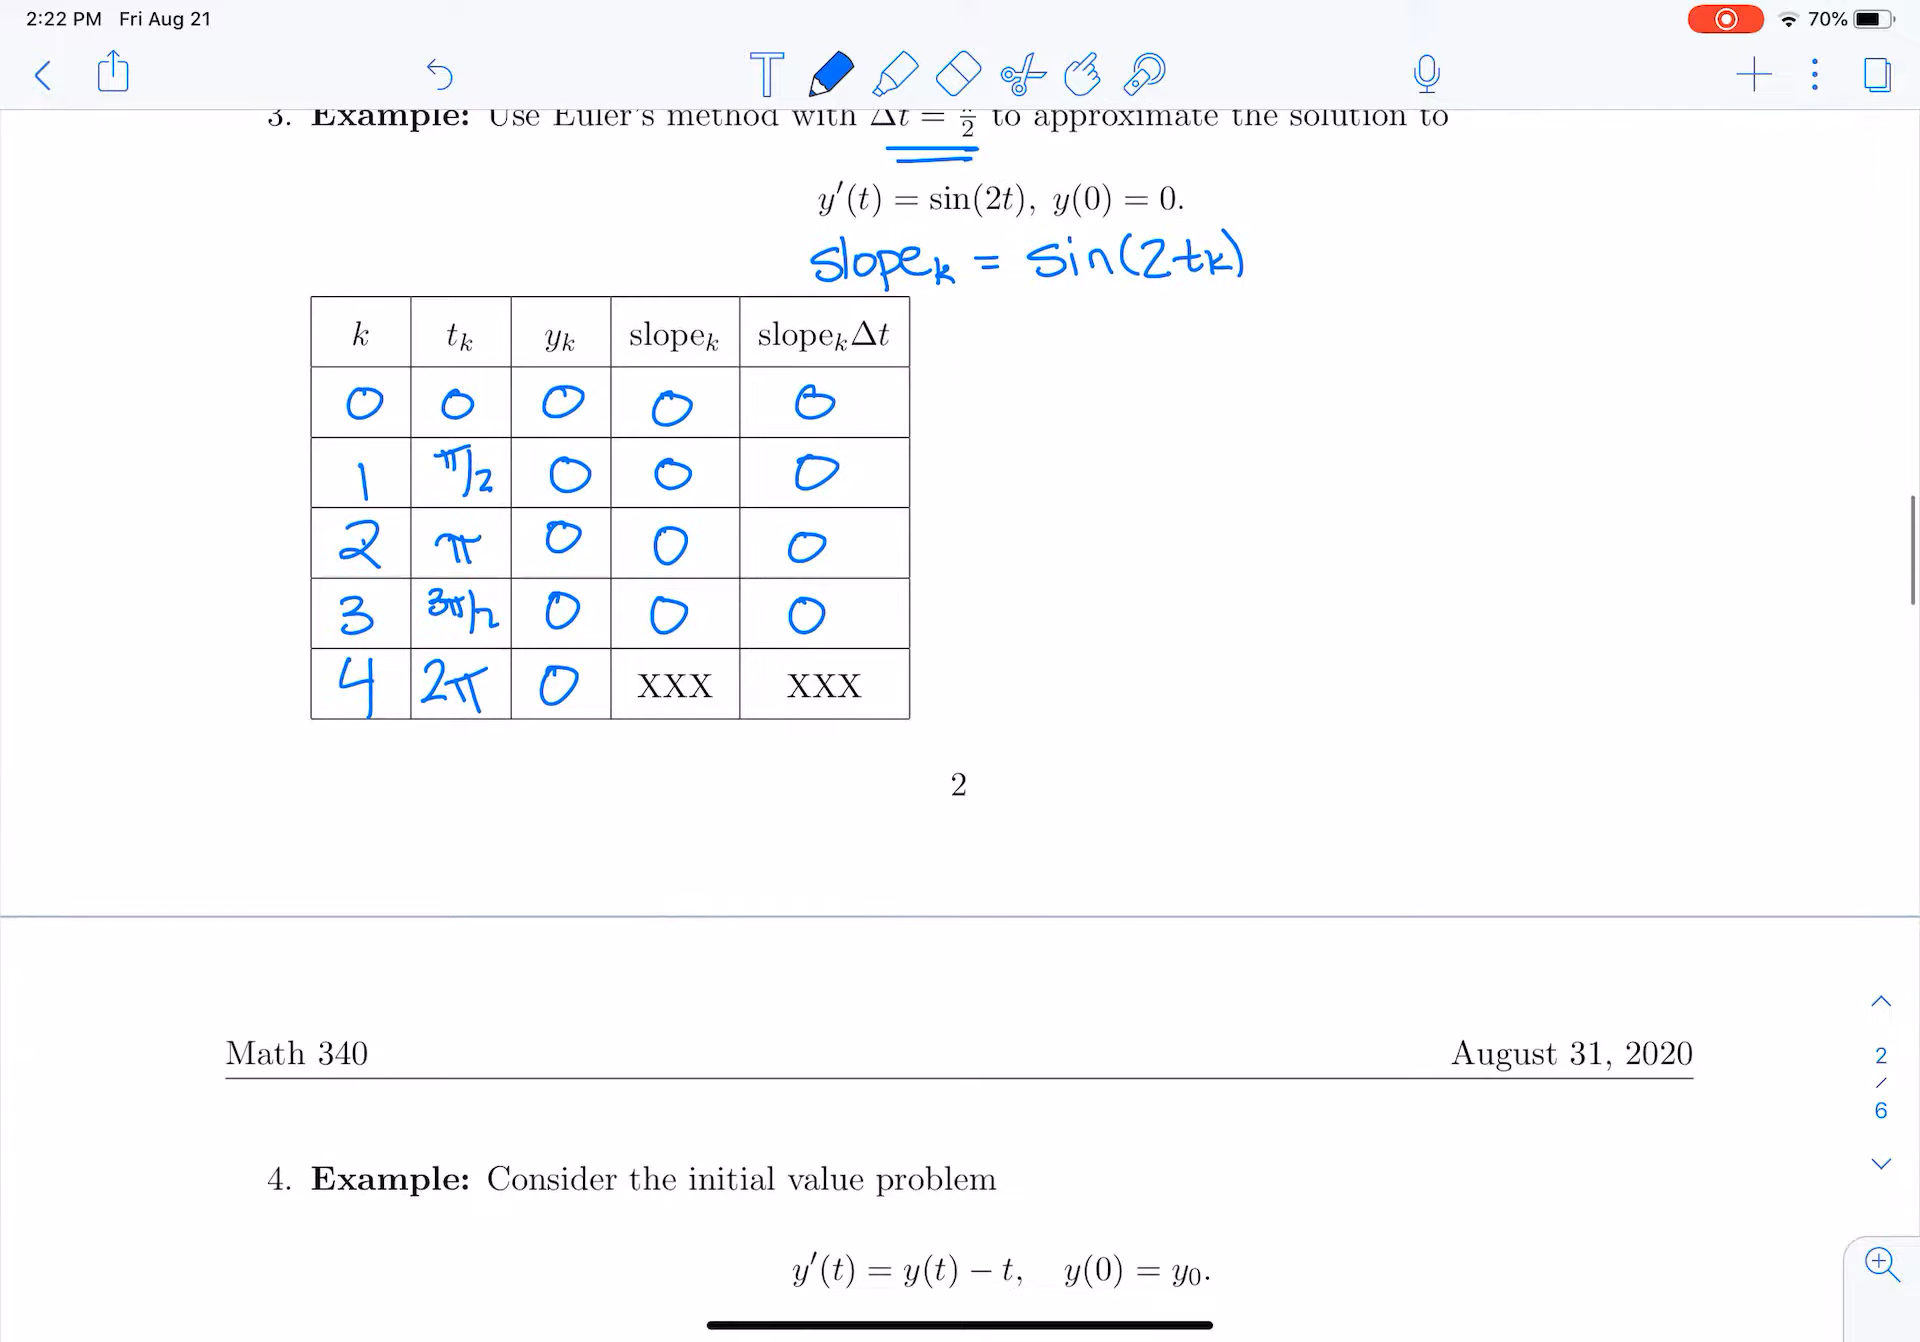 2:22 PM Fri Aug 21
70%
3. Example: Use Euler's method with Δt = π/2 to approximate the solution to
y′(t) = sin(2t), y(0) = 0.
slope_k = sin(2t_k)
k t_k y_k slope_k slope_kΔt
0 0 0 0 0
1 π/2 0 0 0
2 π 0 0 0
3 3π/2 0 0 0
4 2π 0 XXX XXX
2
Math 340 August 31, 2020
2
/
6
4. Example: Consider the initial value problem
y′(t) = y(t) − t, y(0) = y₀.